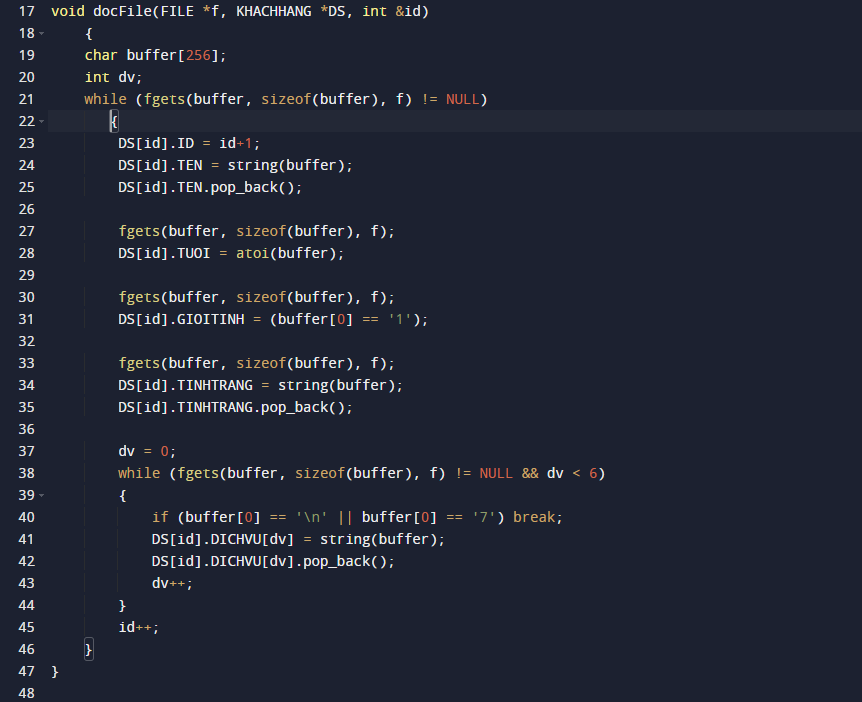 17 void docFile(FILE *f, KHACHHANG *DS, int &id)
18 {
19 char buffer[256];
20 int dv;
21 while (fgets(buffer, sizeof(buffer), f) != NULL)
22 {
23 DS[id].ID = id+1;
24 DS[id].TEN = string(buffer);
25 DS[id].TEN.pop_back();
26
27 fgets(buffer, sizeof(buffer), f);
28 DS[id].TUOI = atoi(buffer);
29
30 fgets(buffer, sizeof(buffer), f);
31 DS[id].GIOITINH = (buffer[0] == '1');
32
33 fgets(buffer, sizeof(buffer), f);
34 DS[id].TINHTRANG = string(buffer);
35 DS[id].TINHTRANG.pop_back();
36
37 dv = 0;
38 while (fgets(buffer, sizeof(buffer), f) != NULL && dv < 6)
39 {
40 if (buffer[0] == '\n' || buffer[0] == '7') break;
41 DS[id].DICHVU[dv] = string(buffer);
42 DS[id].DICHVU[dv].pop_back();
43 dv++;
44 }
45 id++;
46 }
47 }
48